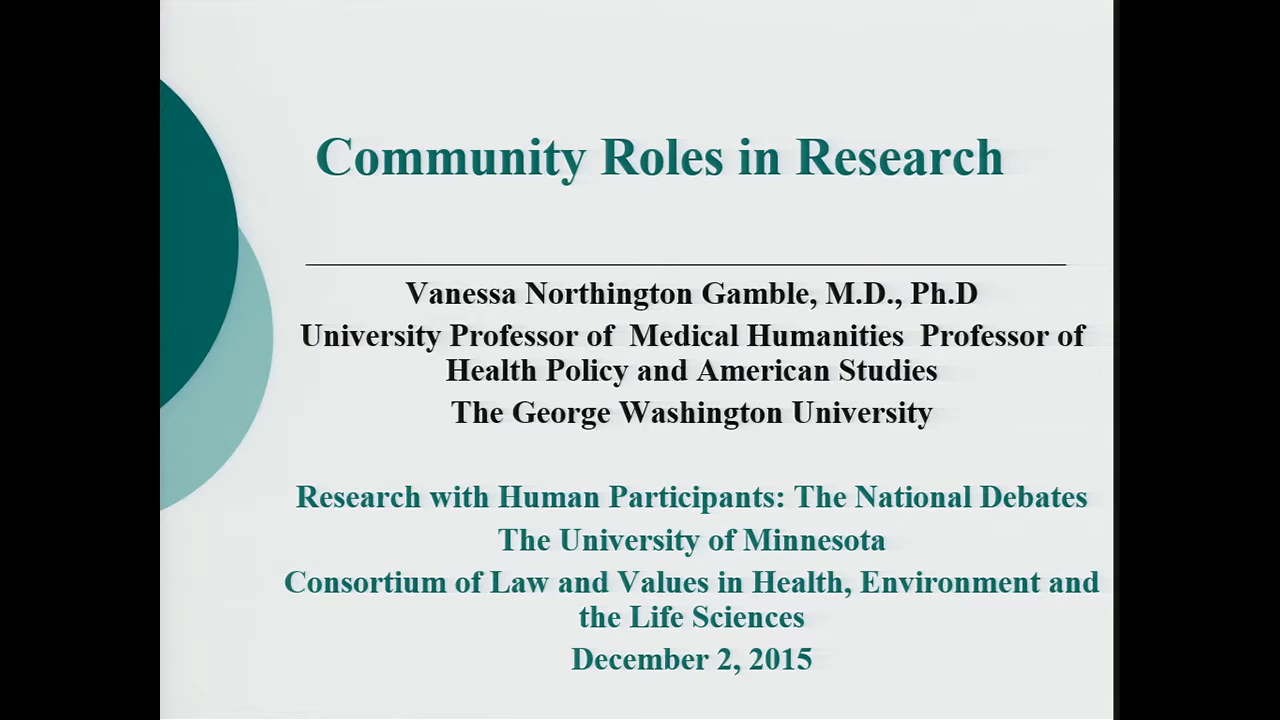 Community Roles in Research
Vanessa Northington Gamble, M.D., Ph.D
University Professor of  Medical Humanities  Professor of
Health Policy and American Studies
The George Washington University
Research with Human Participants: The National Debates
The University of Minnesota
Consortium of Law and Values in Health, Environment and
the Life Sciences
December 2, 2015